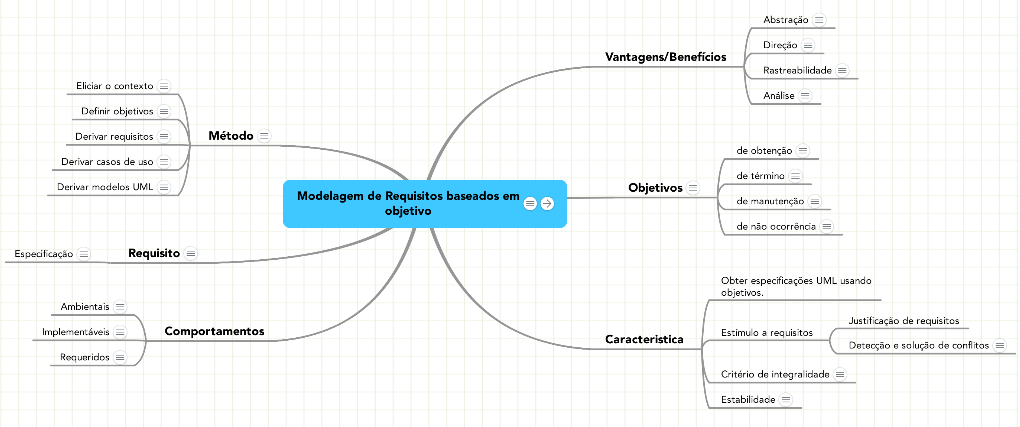 Modelagem de Requisitos baseados em
objetivo
Vantagens/Benefícios
Abstração
Direção
Rastreabilidade
Análise
Objetivos
de obtenção
de término
de manutenção
de não ocorrência
Caracteristica
Obter especificações UML usando
objetivos.
Estímulo a requisitos
Justificação de requisitos
Detecção e solução de conflitos
Critério de integralidade
Estabilidade
Método
Eliciar o contexto
Definir objetivos
Derivar requisitos
Derivar casos de uso
Derivar modelos UML
Requisito
Especificação
Comportamentos
Ambientais
Implementáveis
Requeridos